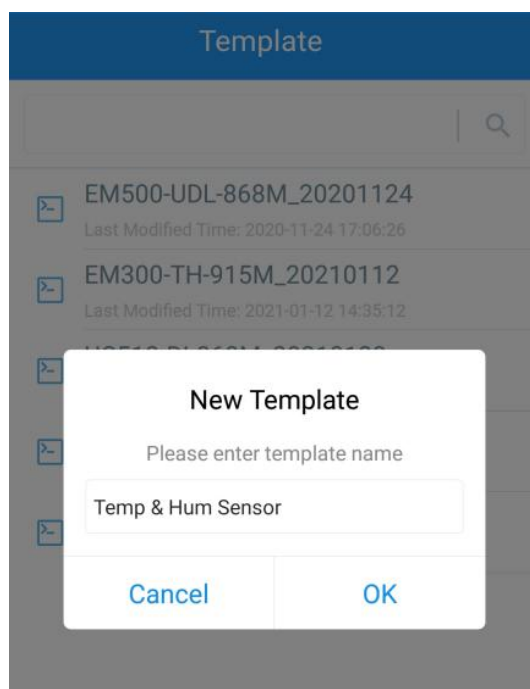 Template
EM500-UDL-868M_20201124
Last Modified Time: 2020-11-24 17:06:26
EM300-TH-915M_20210112
Last Modified Time: 2021-01-12 14:35:12
New Template
Please enter template name
Temp & Hum Sensor
Cancel
OK